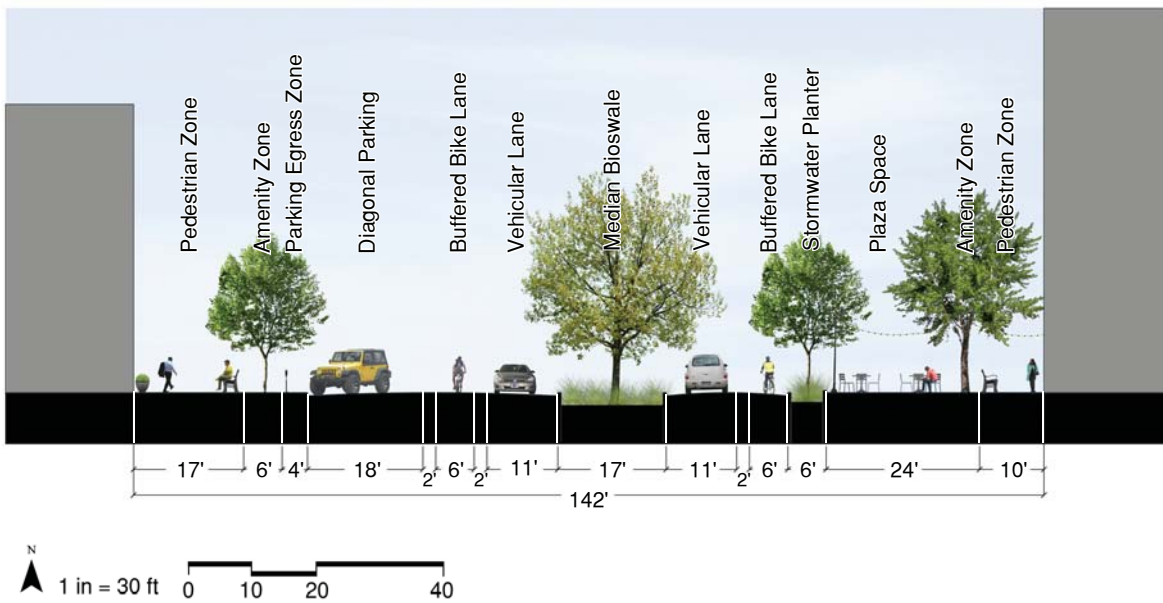 Pedestrian Zone
Amenity Zone
Parking Egress Zone
Diagonal Parking
Buffered Bike Lane
Vehicular Lane
Median Bioswale
Vehicular Lane
Buffered Bike Lane
Stormwater Planter
Plaza Space
Amenity Zone
Pedestrian Zone
17' 6' 4' 18' 2' 6' 2' 11' 17' 11' 2' 6' 6' 24' 10'
142'
N
1 in = 30 ft 0 10 20 40